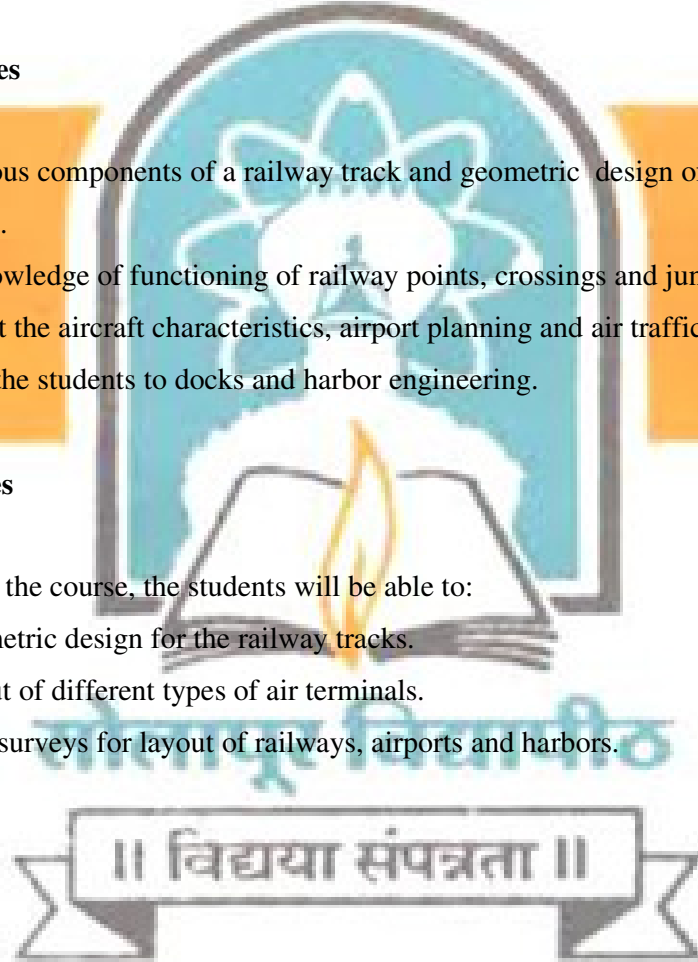 es
ous components of a railway track and geometric design of
.
owledge of functioning of railway points, crossings and jun
t the aircraft characteristics, airport planning and air traffic
the students to docks and harbor engineering.
es
the course, the students will be able to:
metric design for the railway tracks.
ut of different types of air terminals.
surveys for layout of railways, airports and harbors.
सोलापूर विद्यापीठ
॥ विद्यया संपन्नता ॥